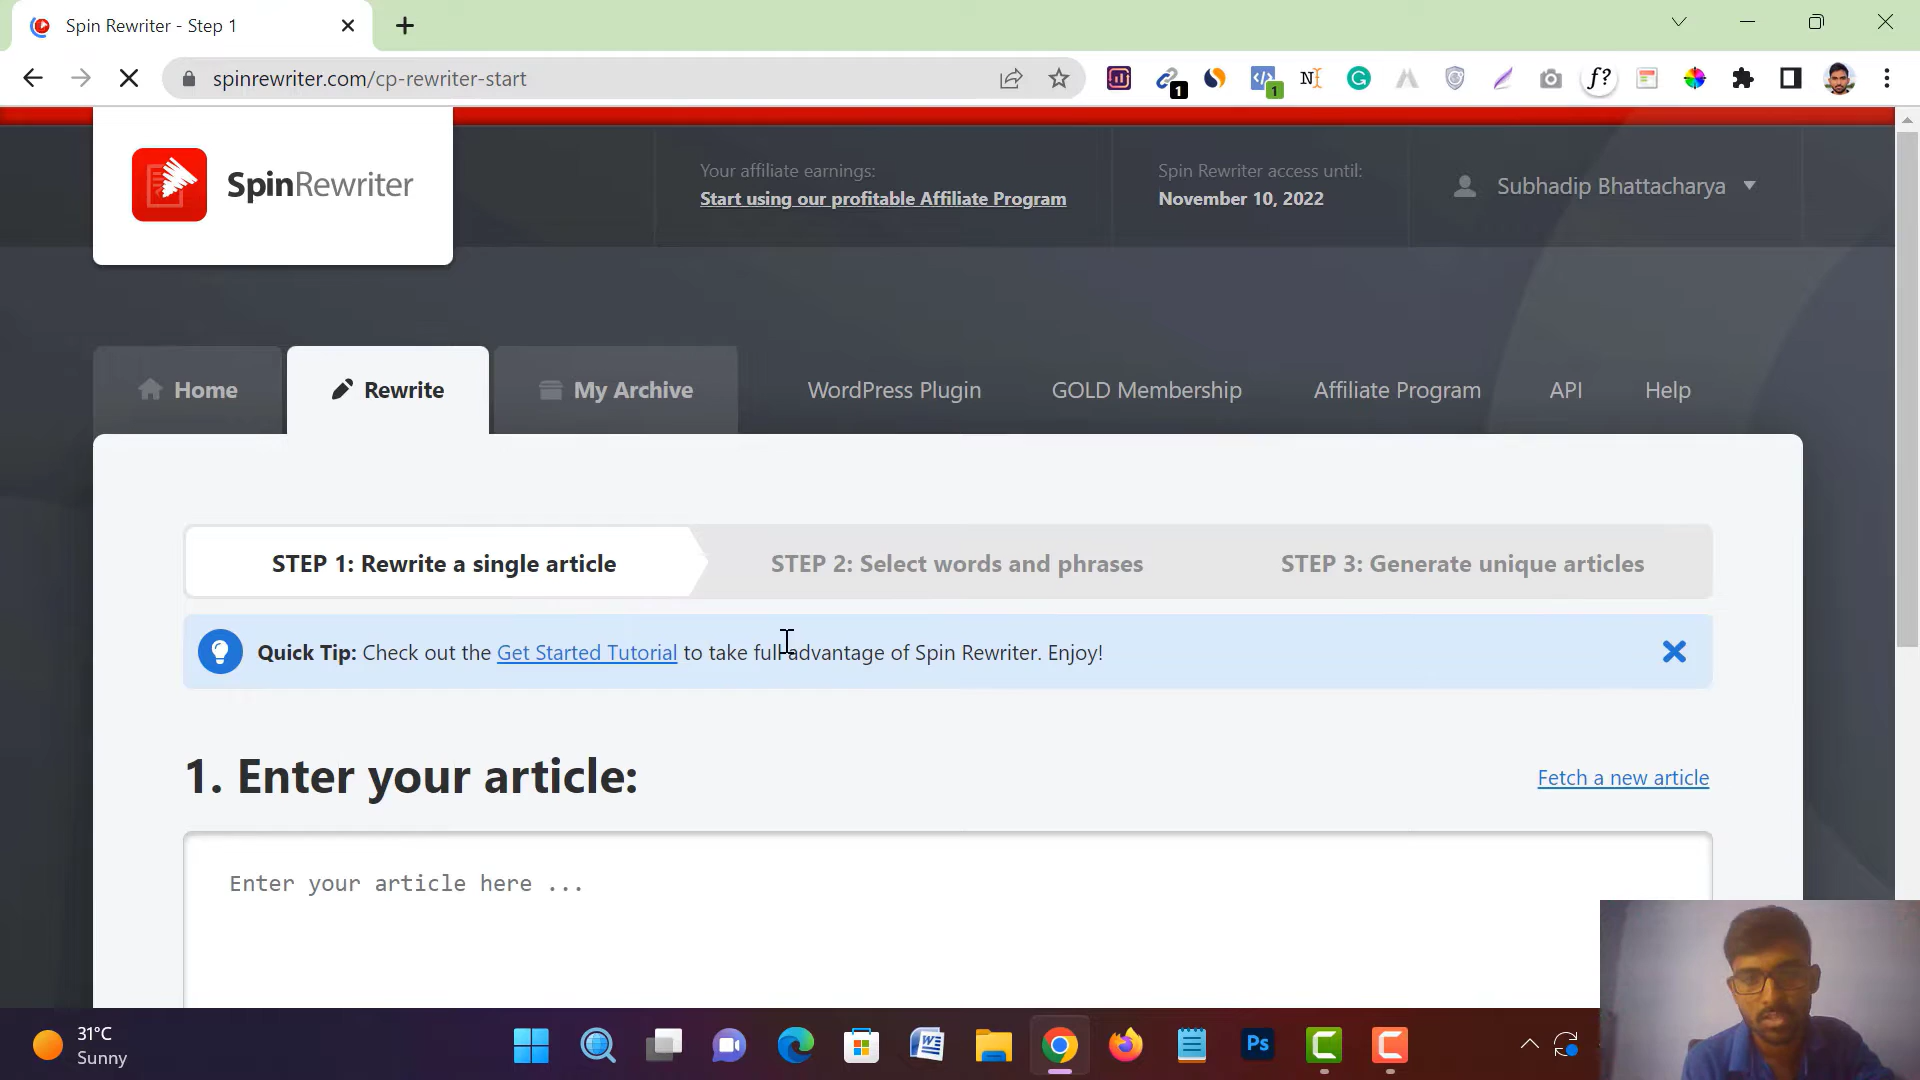 Spin Rewriter - Step 1
spinrewriter.com/cp-rewriter-start
1
1
N
f?
SpinRewriter
Your affiliate earnings:
Start using our profitable Affiliate Program
Spin Rewriter access until:
November 10, 2022
Subhadip Bhattacharya
Home
Rewrite
My Archive
WordPress Plugin
GOLD Membership
Affiliate Program
API
Help
STEP 1: Rewrite a single article
STEP 2: Select words and phrases
STEP 3: Generate unique articles
Quick Tip: Check out the Get Started Tutorial to take full advantage of Spin Rewriter. Enjoy!
1. Enter your article:
Fetch a new article
Enter your article here ...
31°C
Sunny
W
Ps